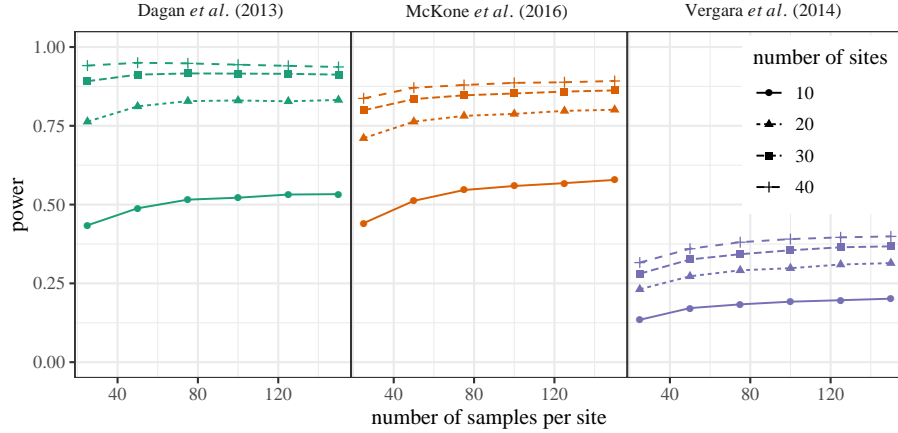 Dagan et al. (2013) McKone et al. (2016) Vergara et al. (2014)
power
1.00
0.75
0.50
0.25
0.00
number of sites
10
20
30
40
40 80 120 40 80 120 40 80 120
number of samples per site